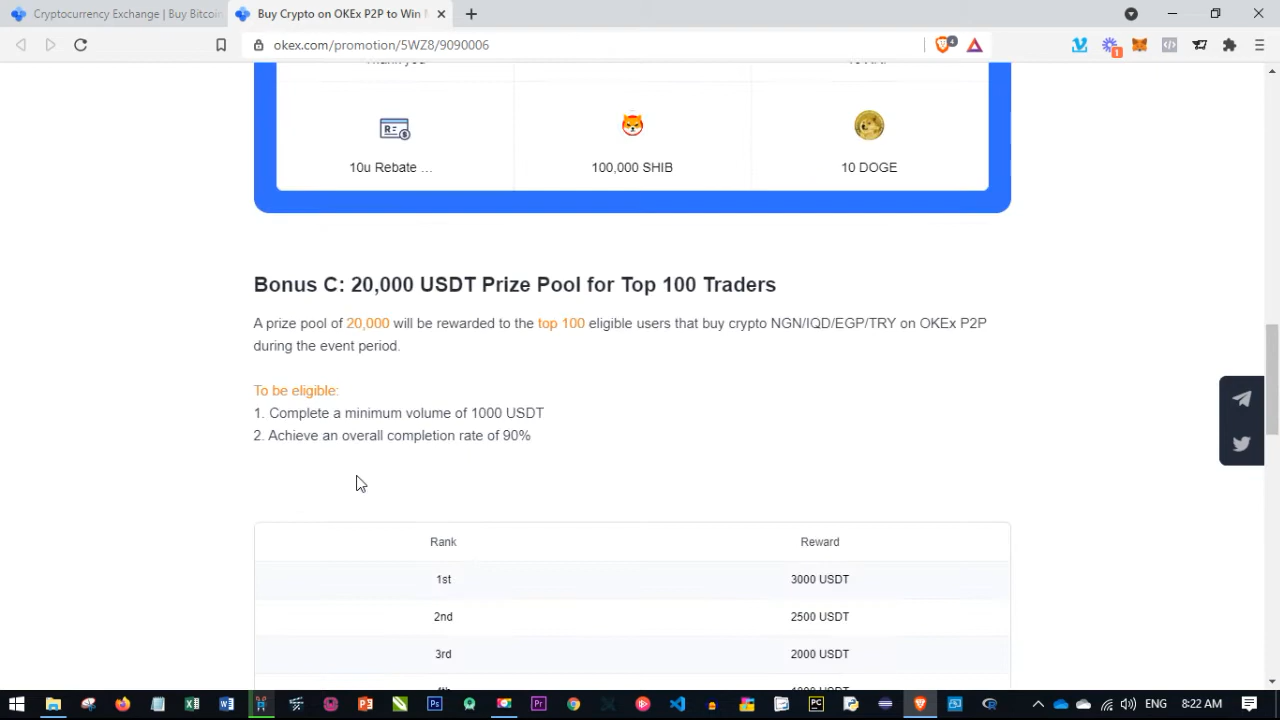 Cryptocurrency Exchange | Buy Bitcoin
Buy Crypto on OKEx P2P to Win
okex.com/promotion/5WZ8/9090006
4
1
Thank you
10u Rebate ...
100,000 SHIB
10 DOGE
Bonus C: 20,000 USDT Prize Pool for Top 100 Traders
A prize pool of 20,000 will be rewarded to the top 100 eligible users that buy crypto NGN/IQD/EGP/TRY on OKEx P2P
during the event period.
To be eligible:
1. Complete a minimum volume of 1000 USDT
2. Achieve an overall completion rate of 90%
Rank Reward
1st 3000 USDT
2nd 2500 USDT
3rd 2000 USDT
ENG 8:22 AM